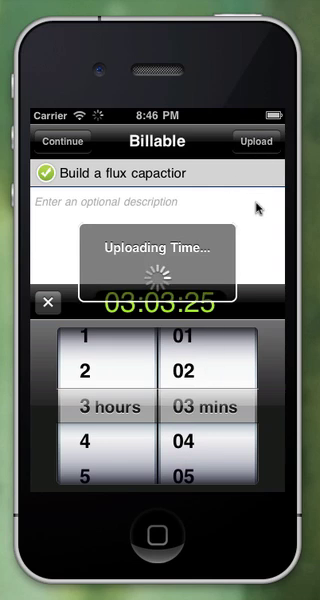 Carrier 8:46 PM
Continue Billable Upload
Build a flux capactior
Enter an optional description
Uploading Time...
03:03:25
1 01
2 02
3 hours 03 mins
4 04
5 05